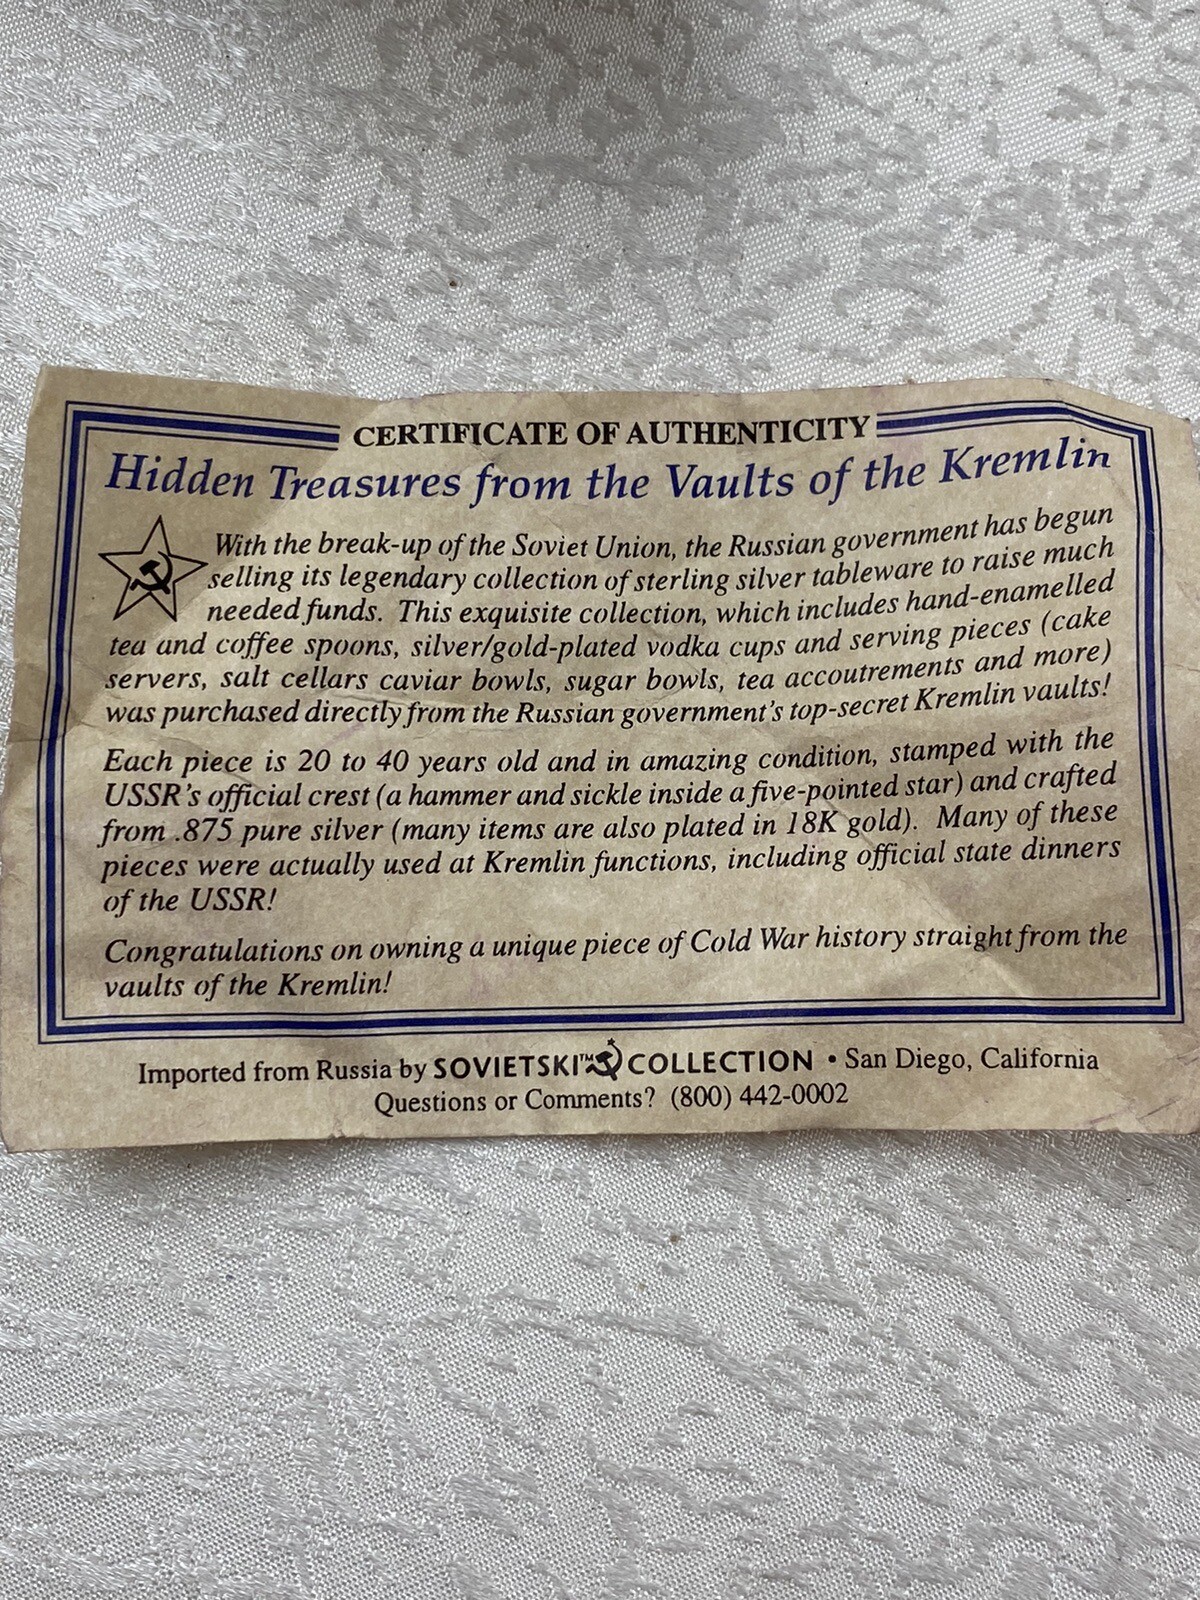 CERTIFICATE OF AUTHENTICITY
Hidden Treasures from the Vaults of the Kremlin
With the break-up of the Soviet Union, the Russian government has begun
selling its legendary collection of sterling silver tableware to raise much
needed funds. This exquisite collection, which includes hand-enamelled
tea and coffee spoons, silver/gold-plated vodka cups and serving pieces (cake
servers, salt cellars caviar bowls, sugar bowls, tea accoutrements and more)
was purchased directly from the Russian government's top-secret Kremlin vaults!
Each piece is 20 to 40 years old and in amazing condition, stamped with the
USSR's official crest (a hammer and sickle inside a five-pointed star) and crafted
from .875 pure silver (many items are also plated in 18K gold). Many of these
pieces were actually used at Kremlin functions, including official state dinners
of the USSR!
Congratulations on owning a unique piece of Cold War history straight from the
vaults of the Kremlin!
Imported from Russia by SOVIETSKI™ COLLECTION • San Diego, California
Questions or Comments? (800) 442-0002